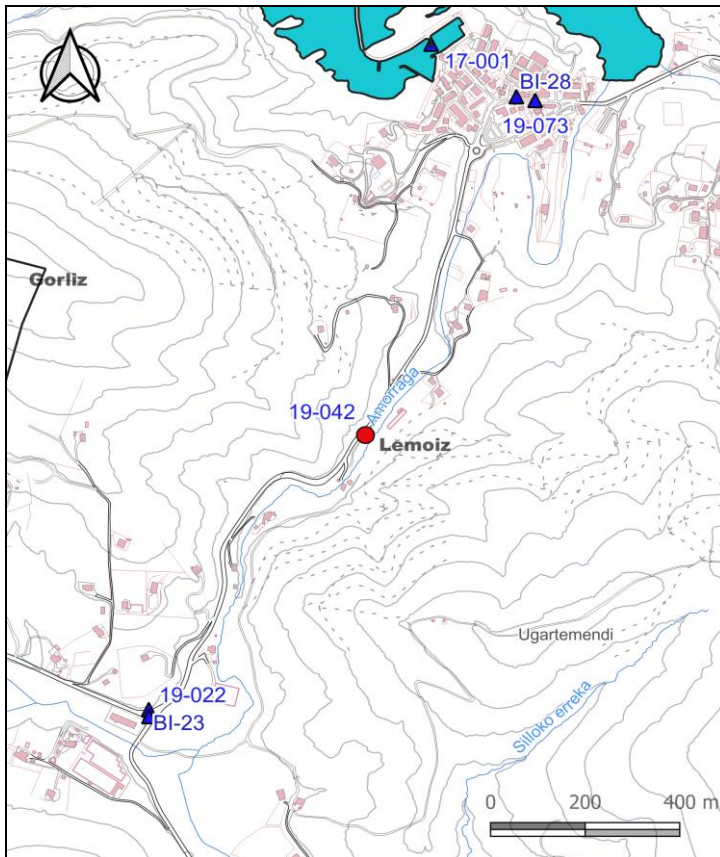 17-001
BI-28
19-073
Gorliz
Amorraga
19-042
Lemoiz
Ugartemendi
19-022
BI-23
Silloko erreka
0 200 400 m